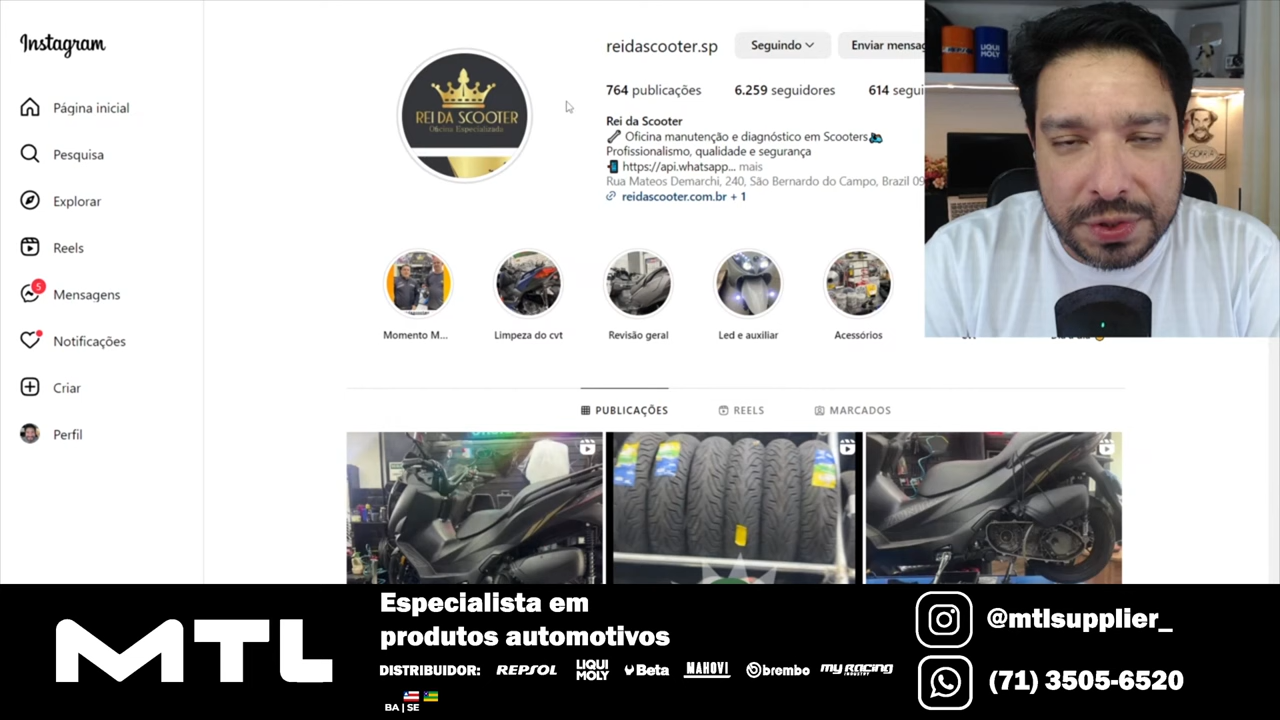 Instagram
Página inicial
Pesquisa
Explorar
Reels
5
Mensagens
Notificações
Criar
Perfil
REI DA SCOOTER
Oficina Especializada
reidascooter.sp
Seguindo
Enviar mensag
764 publicações
6.259 seguidores
614 segui
Rei da Scooter
Oficina manutenção e diagnóstico em Scooters
Profissionalismo, qualidade e segurança
https://api.whatsapp... mais
Rua Mateos Demarchi, 240, São Bernardo do Campo, Brazil 09
reidascooter.com.br + 1
Momento M...
Limpeza do cvt
Revisão geral
Led e auxiliar
Acessórios
PUBLICAÇÕES
REELS
MARCADOS
LIQUI
MOLY
MTL
Especialista em
produtos automotivos
DISTRIBUIDOR: REPSOL LIQUI MOLY Beta MAHOVI brembo my Racing INDUSTRY
BA | SE
@mtlsupplier_
(71) 3505-6520